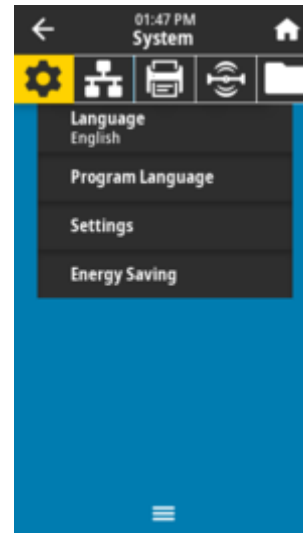 01:47 PM
System
Language
English
Program Language
Settings
Energy Saving